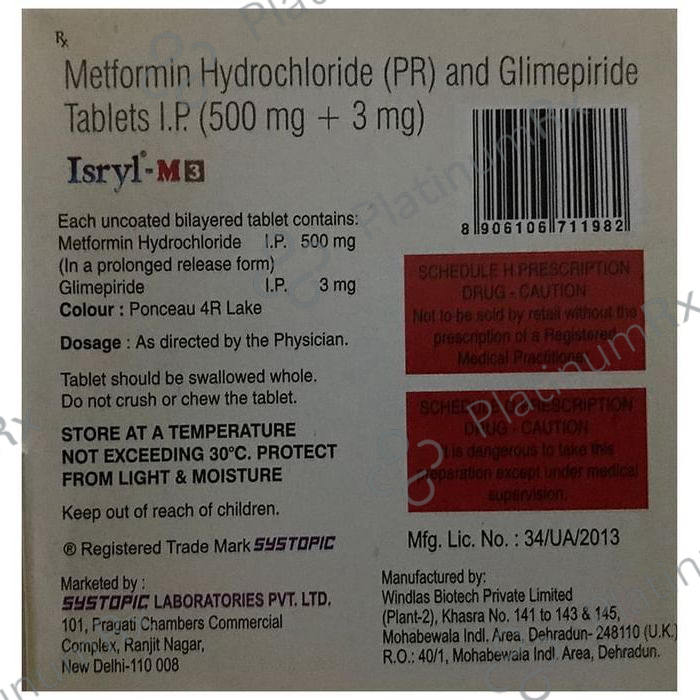 Rx
Metformin Hydrochloride (PR) and Glimepiride
Tablets I.P. (500 mg + 3 mg)
Isryl®-M3
8 906106 711982
Each uncoated bilayered tablet contains:
Metformin Hydrochloride I.P. 500 mg
(In a prolonged release form)
Glimepiride I.P. 3 mg
Colour : Ponceau 4R Lake
Dosage : As directed by the Physician.
Tablet should be swallowed whole.
Do not crush or chew the tablet.
STORE AT A TEMPERATURE
NOT EXCEEDING 30°C. PROTECT
FROM LIGHT & MOISTURE
Keep out of reach of children.
® Registered Trade Mark SYSTOPIC
Marketed by :
SYSTOPIC LABORATORIES PVT. LTD.
101, Pragati Chambers Commercial
Complex, Ranjit Nagar,
New Delhi-110 008
SCHEDULE H PRESCRIPTION
DRUG - CAUTION
Not to be sold by retail without the
prescription of a Registered
Medical Practitioner
SCHEDULE G PRESCRIPTION
DRUG - CAUTION
It is dangerous to take this
preparation except under medical
supervision.
Mfg. Lic. No. : 34/UA/2013
Manufactured by:
Windlas Biotech Private Limited
(Plant-2), Khasra No. 141 to 143 & 145,
Mohabewala Indl. Area, Dehradun- 248110 (U.K.)
R.O.: 40/1, Mohabewala Indl. Area, Dehradun.
PlatinumRx